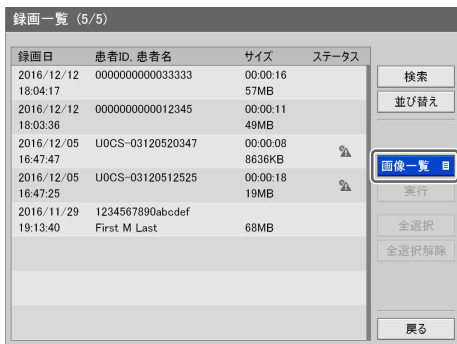 録画一覧 (5/5)
録画日 患者ID, 患者名 サイズ ステータス
2016/12/12 0000000000033333 00:00:16
18:04:17 57MB
2016/12/12 0000000000012345 00:00:11
18:03:36 49MB
2016/12/05 U0CS-03120520347 00:00:08
16:47:47 8636KB
2016/12/05 U0CS-03120512525 00:00:18
16:47:25 19MB
2016/11/29 1234567890abcdef
19:13:40 First M Last 68MB
検索
並び替え
画像一覧
実行
全選択
全選択解除
戻る